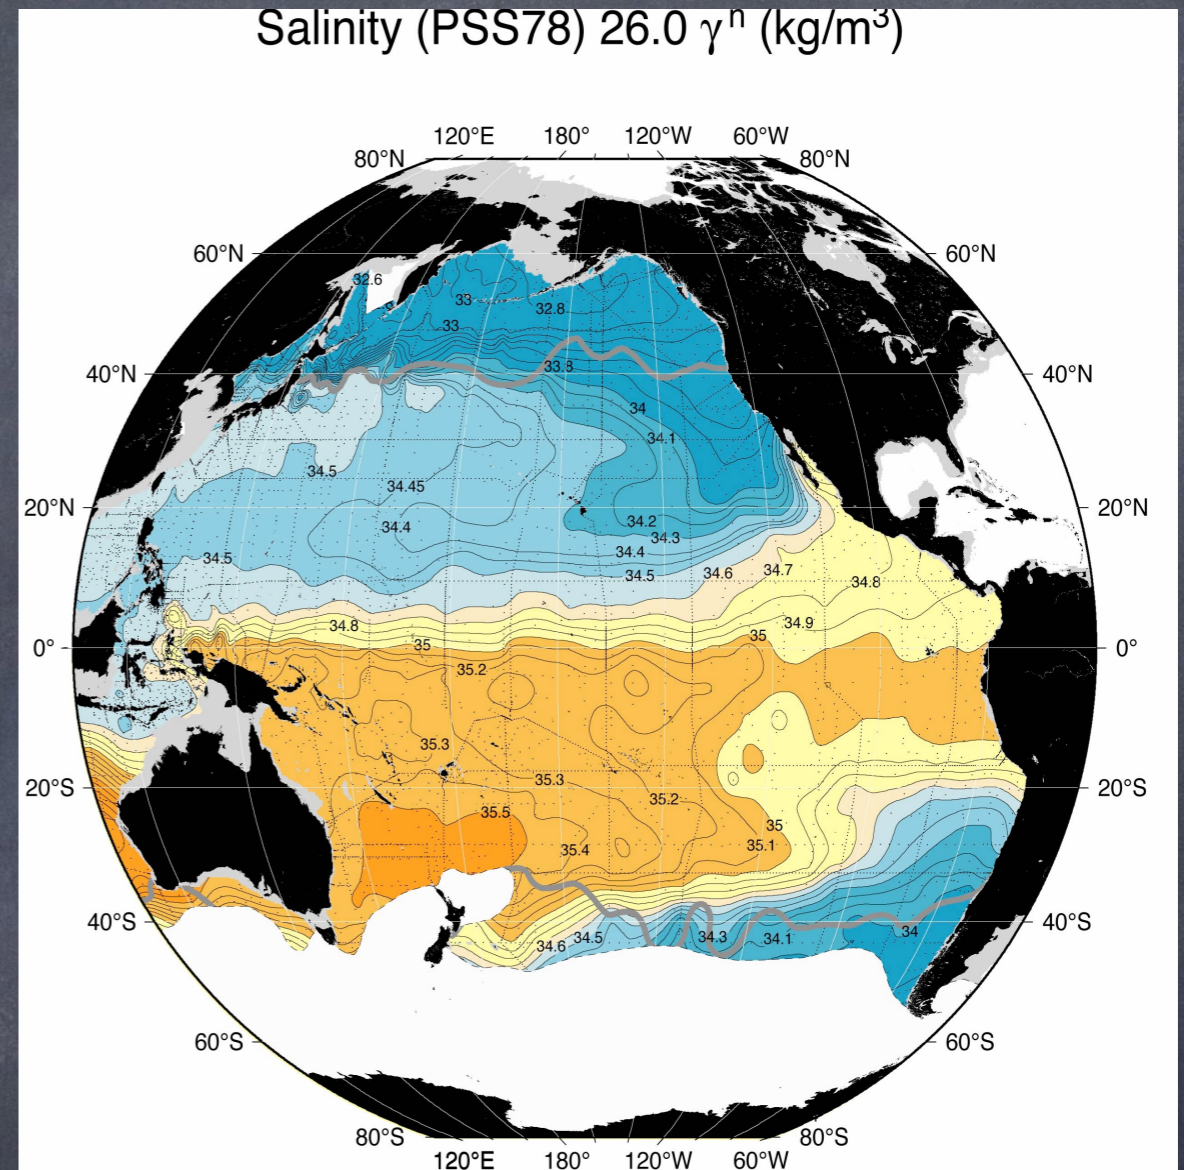 Salinity (PSS78) 26.0 γⁿ (kg/m³)
120°E 180° 120°W 60°W
80°N 80°N
60°N 60°N
32.6
33 32.8
33
40°N 33.8 40°N
34
34.1
34.5
34.45
20°N 34.2 20°N
34.4
34.3
34.4
34.5
34.5 34.6 34.7
34.8
34.8 34.9
35
0° 35 0°
35.2
35.3
35.3
20°S 35.2 20°S
35.5
35
35.4 35.1
40°S 40°S
34.6 34.5 34.3 34.1 34
60°S 60°S
80°S 80°S
120°E 180° 120°W 60°W